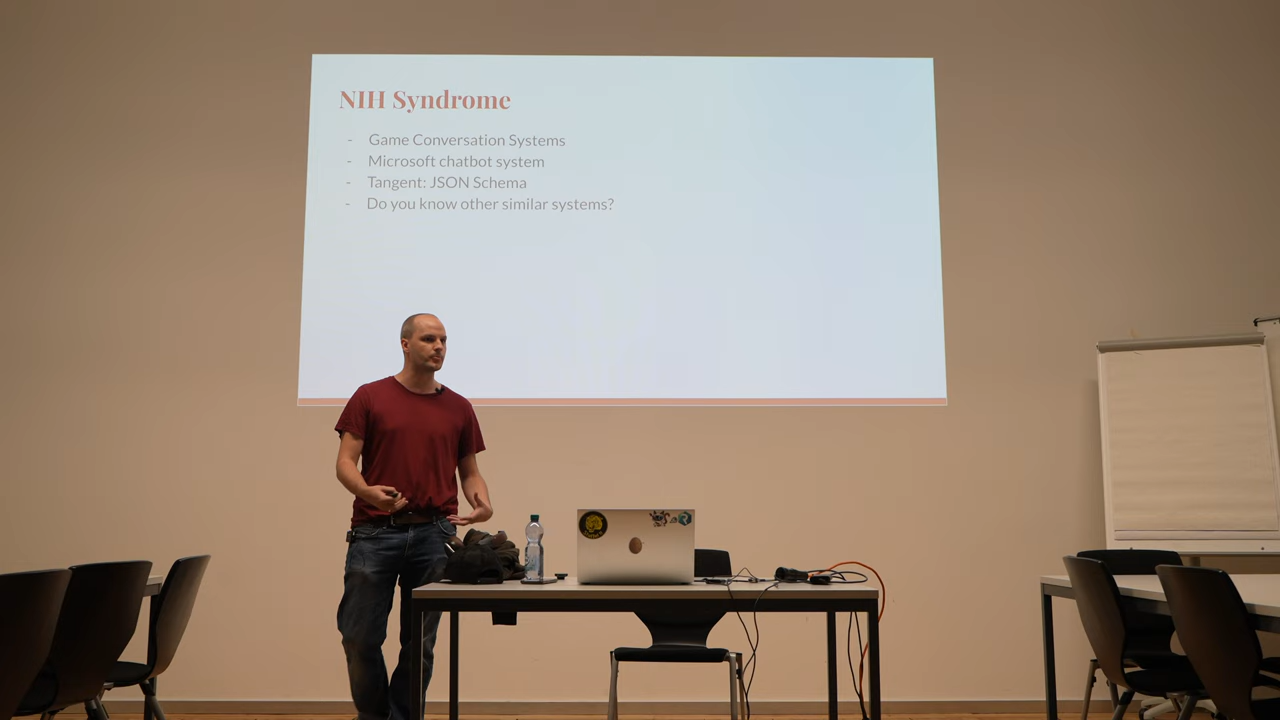 NIH Syndrome
- Game Conversation Systems
- Microsoft chatbot system
- Tangent: JSON Schema
- Do you know other similar systems?